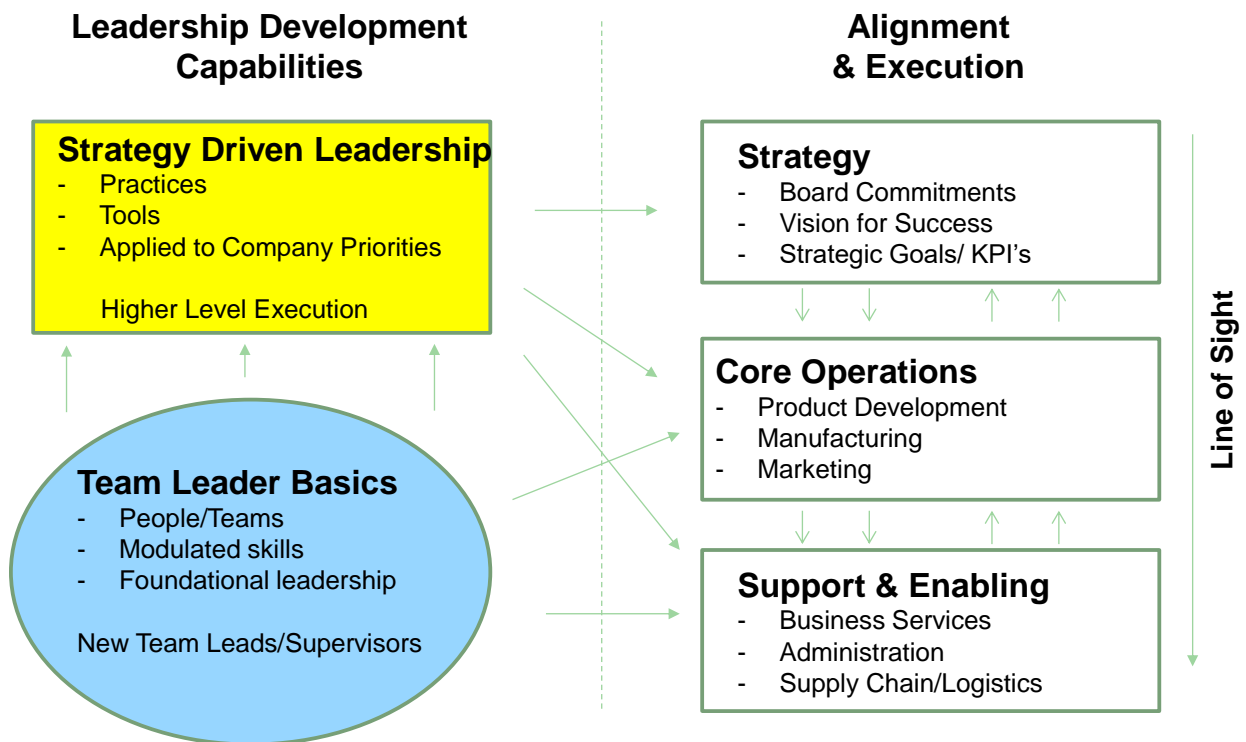 Leadership Development
Capabilities
Strategy Driven Leadership
- Practices
- Tools
- Applied to Company Priorities
Higher Level Execution
Team Leader Basics
- People/Teams
- Modulated skills
- Foundational leadership
New Team Leads/Supervisors
Alignment
& Execution
Strategy
- Board Commitments
- Vision for Success
- Strategic Goals/ KPI's
Core Operations
- Product Development
- Manufacturing
- Marketing
Support & Enabling
- Business Services
- Administration
- Supply Chain/Logistics
Line of Sight